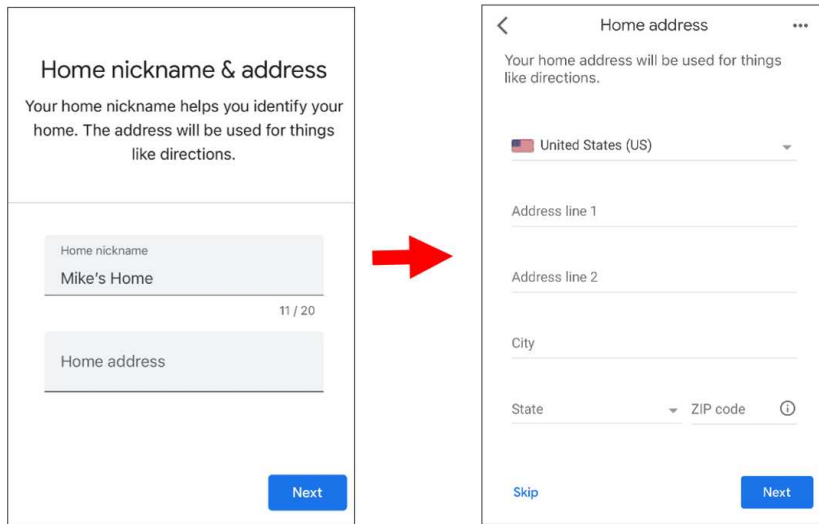 Home nickname & address
Your home nickname helps you identify your
home. The address will be used for things
like directions.
Home nickname
Mike's Home
11 / 20
Home address
Next
Home address
Your home address will be used for things
like directions.
United States (US)
Address line 1
Address line 2
City
State
ZIP code
Skip
Next